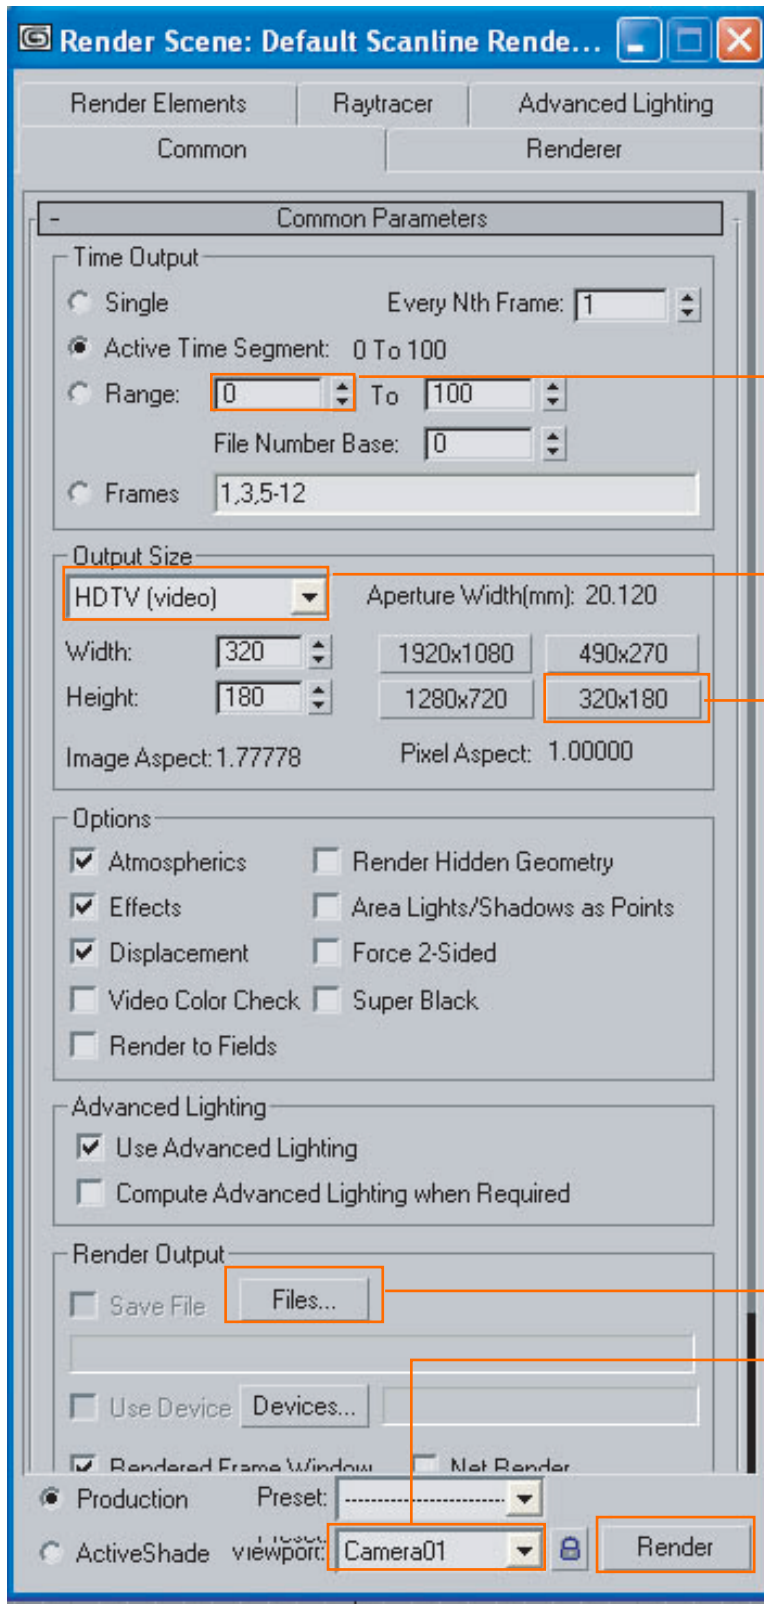 Render Scene: Default Scanline Rende...
Render Elements Raytracer Advanced Lighting
Common Renderer
- Common Parameters
Time Output
Single Every Nth Frame: 1
Active Time Segment: 0 To 100
Range: 0 To 100
File Number Base: 0
Frames 1,3,5-12
Output Size
HDTV (video) Aperture Width(mm): 20.120
Width: 320 1920x1080 490x270
Height: 180 1280x720 320x180
Image Aspect: 1.77778 Pixel Aspect: 1.00000
Options
Atmospherics Render Hidden Geometry
Effects Area Lights/Shadows as Points
Displacement Force 2-Sided
Video Color Check Super Black
Render to Fields
Advanced Lighting
Use Advanced Lighting
Compute Advanced Lighting when Required
Render Output
Save File Files...
Use Device Devices...
Rendered Frame Window Net Render
Production Preset: --------------------
ActiveShade viewport: Camera01 Render